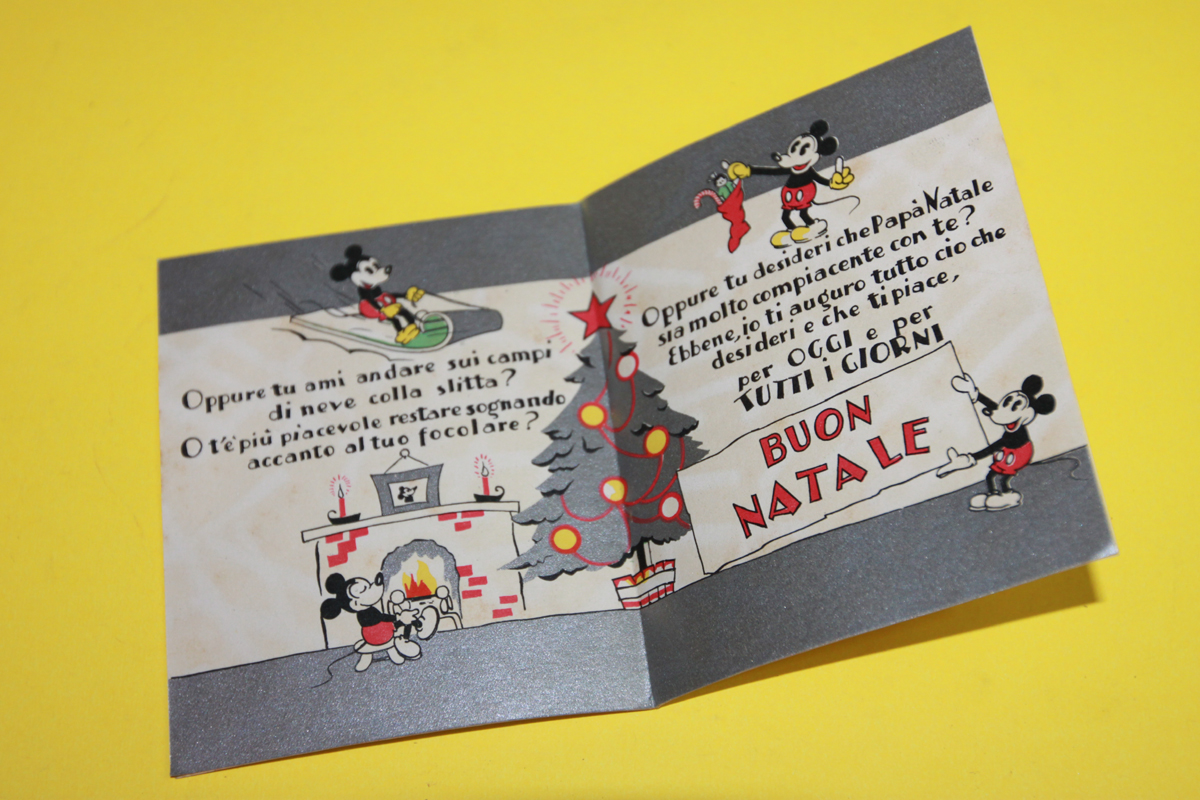 Oppure tu ami andare sui campi
di neve colla slitta?
O t'e' più piacevole restare sognando
accanto al tuo focolare?
Oppure tu desideri che Papà Natale
sia molto compiacente con te?
Ebbene, io ti auguro tutto cio che
desideri e che ti piace,
per OGGI e per
TUTTI i GIORNI
BUON
NATALE